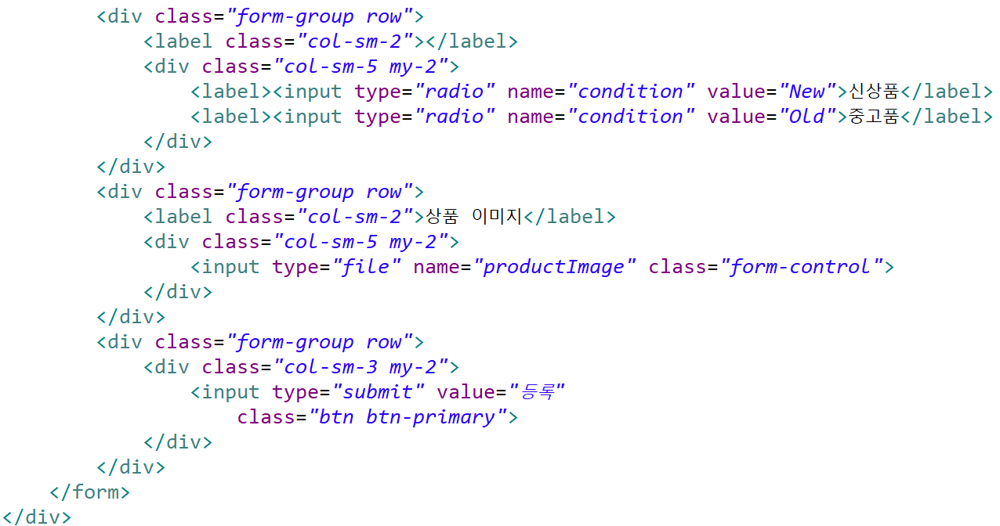 <div class="form-group row">
<label class="col-sm-2"></label>
<div class="col-sm-5 my-2">
<label><input type="radio" name="condition" value="New">신상품</label>
<label><input type="radio" name="condition" value="Old">중고품</label>
</div>
</div>
<div class="form-group row">
<label class="col-sm-2">상품 이미지</label>
<div class="col-sm-5 my-2">
<input type="file" name="productImage" class="form-control">
</div>
</div>
<div class="form-group row">
<div class="col-sm-3 my-2">
<input type="submit" value="등록"
class="btn btn-primary">
</div>
</div>
</form>
</div>